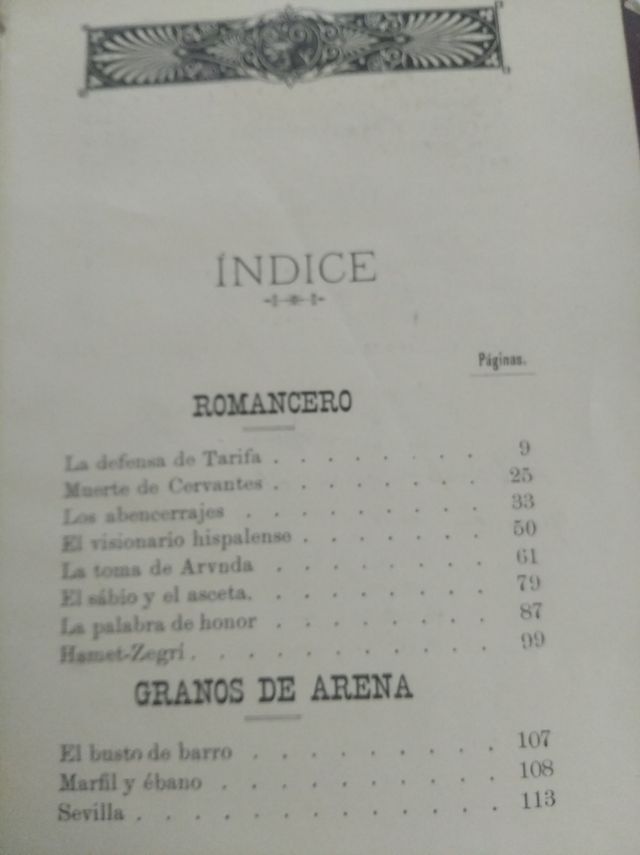 ÍNDICE
Páginas.
ROMANCERO
La defensa de Tarifa . . . . . . . . 9
Muerte de Cervantes . . . . . . . . 25
Los abencerrajes . . . . . . . . . 33
El visionario hispalense . . . . . . . 50
La toma de Arvnda . . . . . . . . 61
El sábio y el asceta. . . . . . . . . 79
La palabra de honor . . . . . . . . 87
Hamet-Zegrí . . . . . . . . . . . 99
GRANOS DE ARENA
El busto de barro . . . . . . . . . 107
Marfil y ébano . . . . . . . . . . 108
Sevilla . . . . . . . . . . . . . 113